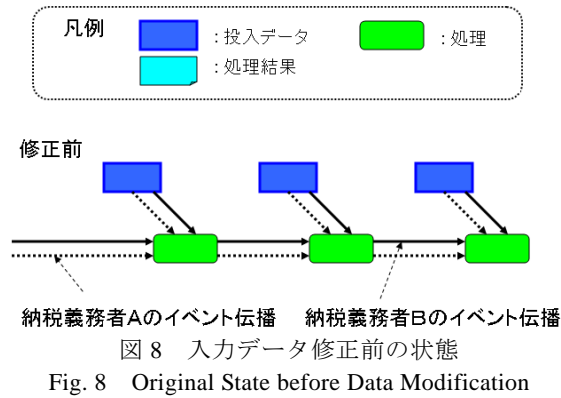 凡例
：投入データ
：処理
：処理結果
修正前
納税義務者Aのイベント伝播
納税義務者Bのイベント伝播
図 8　入力データ修正前の状態
Fig. 8　Original State before Data Modification